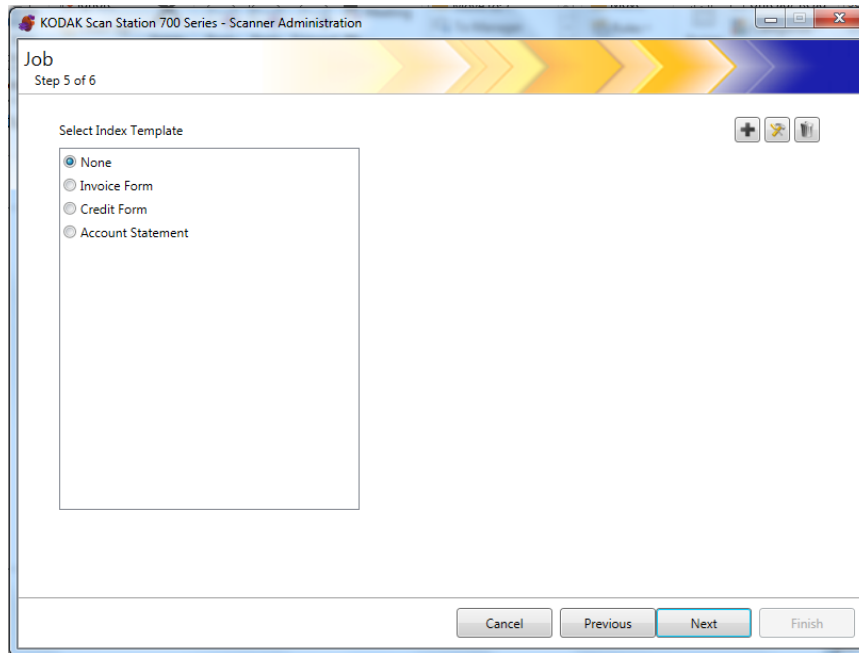 KODAK Scan Station 700 Series - Scanner Administration
Job
Step 5 of 6
Select Index Template
None
Invoice Form
Credit Form
Account Statement
Cancel
Previous
Next
Finish